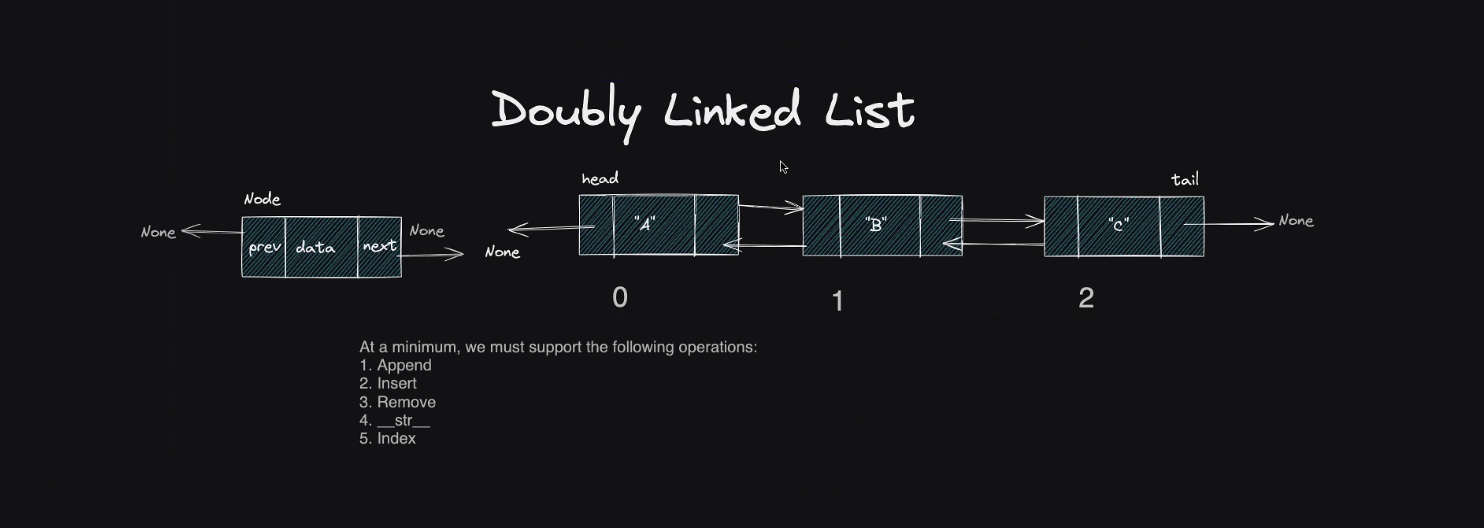 Doubly Linked List
Node
None
prev data next
None
head
"A"
None
"B"
tail
"C"
None
0 1 2
At a minimum, we must support the following operations:
1. Append
2. Insert
3. Remove
4. __str__
5. Index